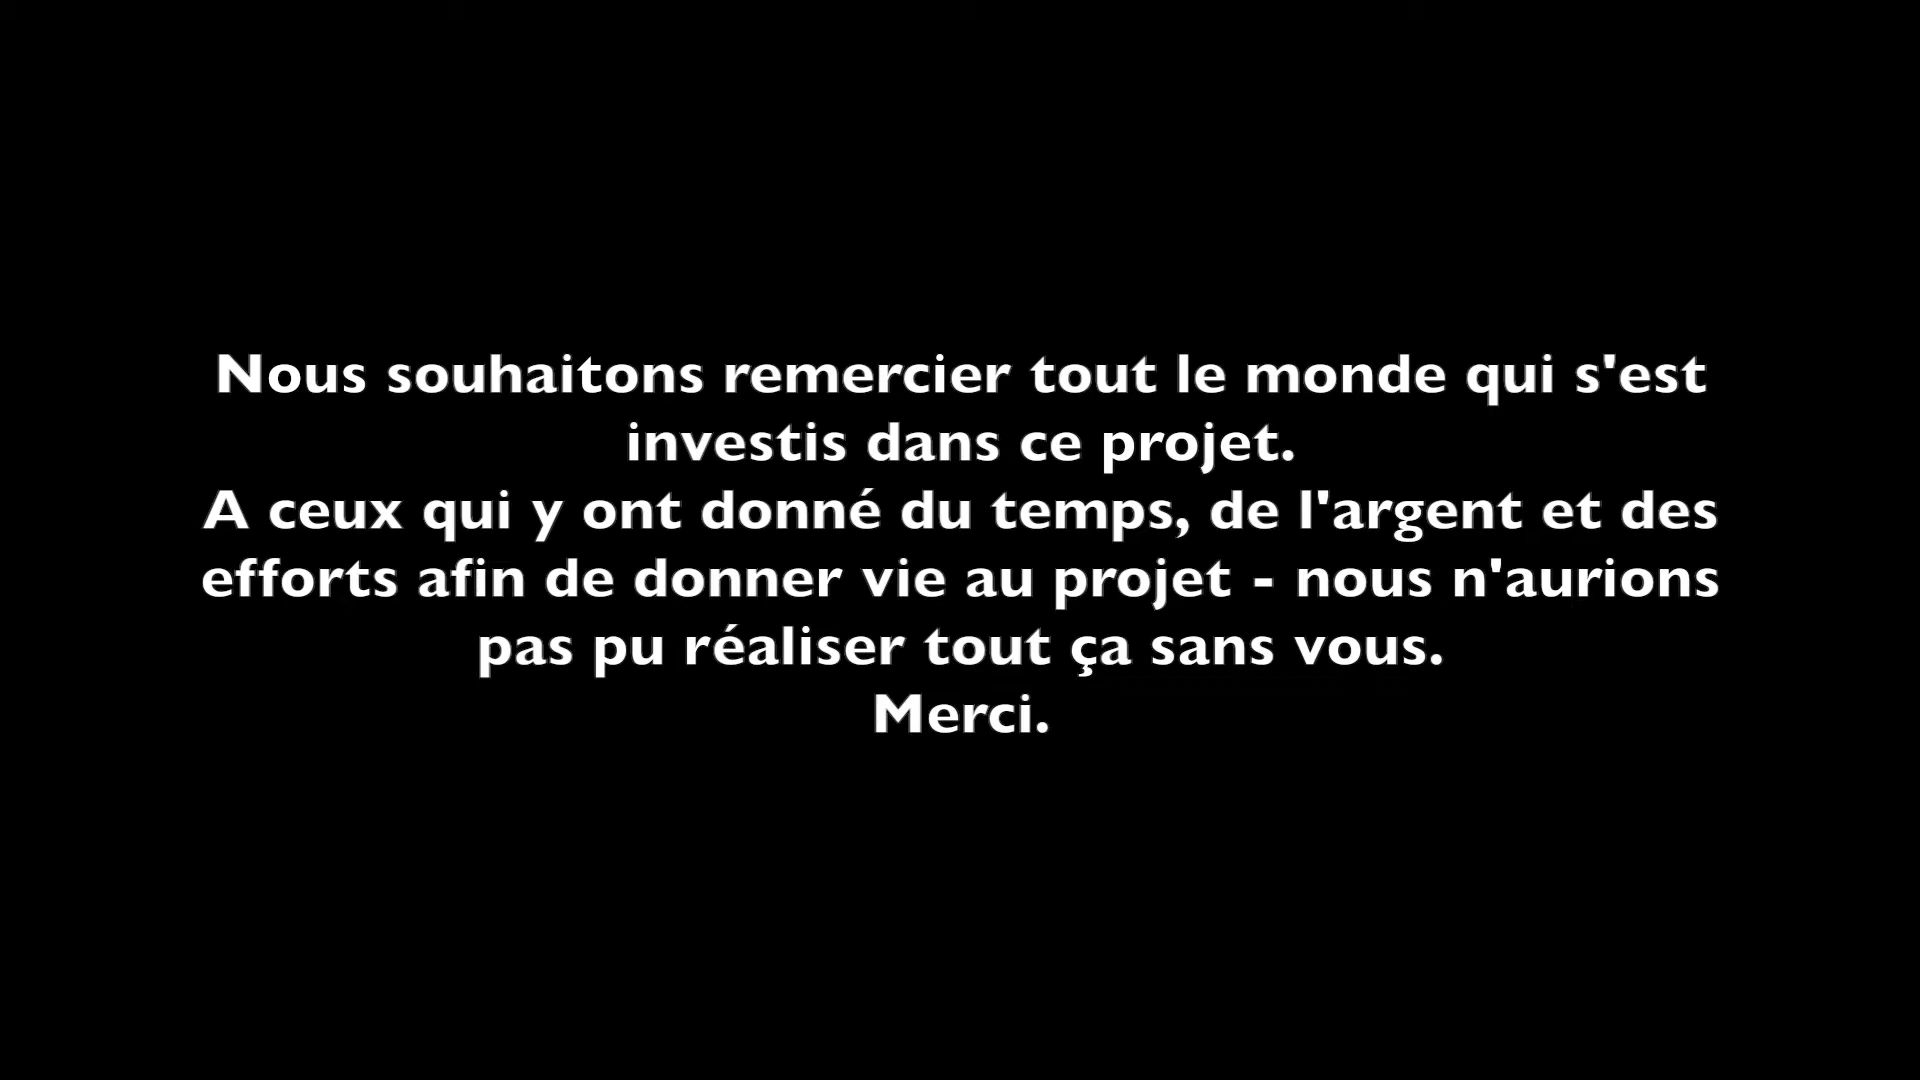 Nous souhaitons remercier tout le monde qui s'est
investis dans ce projet.
A ceux qui y ont donné du temps, de l'argent et des
efforts afin de donner vie au projet - nous n'aurions
pas pu réaliser tout ça sans vous.
Merci.